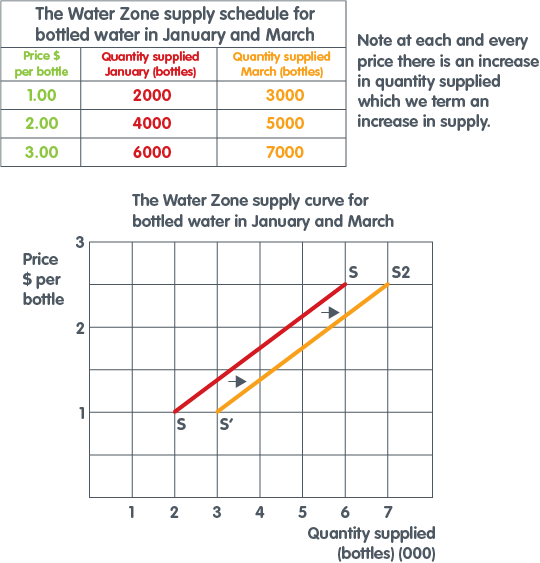 The Water Zone supply schedule for
bottled water in January and March
Price $
per bottle
Quantity supplied
January (bottles)
Quantity supplied
March (bottles)
1.00 2000 3000
2.00 4000 5000
3.00 6000 7000
Note at each and every
price there is an increase
in quantity supplied
which we term an
increase in supply.
The Water Zone supply curve for
bottled water in January and March
Price
$ per
bottle
3
2
1
S S2
S S′
1 2 3 4 5 6 7
Quantity supplied
(bottles) (000)